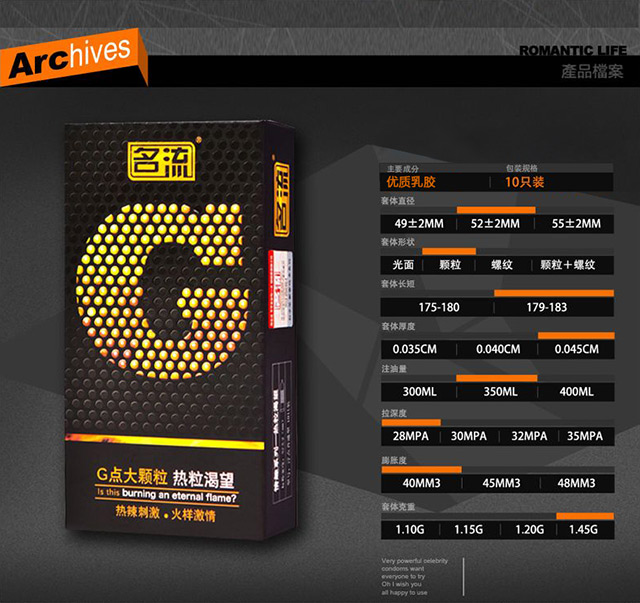 Archives
ROMANTIC LIFE
產品檔案
名流®
名流
G
G点大颗粒 热粒渴望
Is this burning an eternal flame?
热辣刺激·火样激情
主要成分 包装规格
优质乳胶 10只装
套体直径
49±2MM 52±2MM 55±2MM
套体形状
光面 颗粒 螺纹 颗粒+螺纹
套体长短
175-180 179-183
套体厚度
0.035CM 0.040CM 0.045CM
注油量
300ML 350ML 400ML
拉深度
28MPA 30MPA 32MPA 35MPA
膨胀度
40MM3 45MM3 48MM3
套体克重
1.10G 1.15G 1.20G 1.45G
Very powerful celebrity
condoms want
everyone to try
Oh I wish you
all happy to use